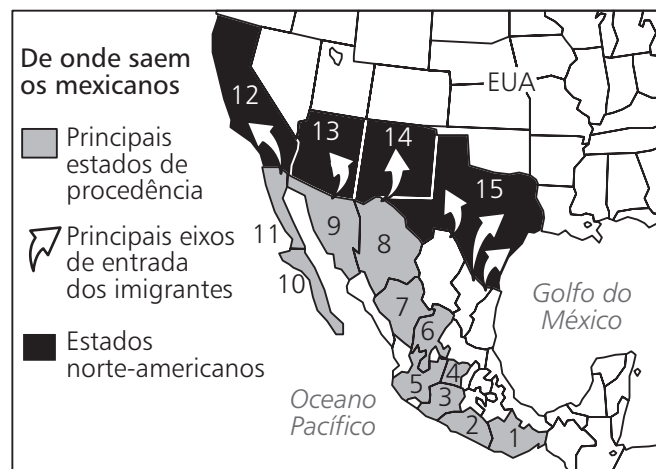 De onde saem
os mexicanos
Principais
estados de
procedência
Principais eixos
de entrada
dos imigrantes
Estados
norte-americanos
EUA
12
13
14
15
11
10
9
8
7
6
5
4
3
2
1
Golfo do
México
Oceano
Pacífico